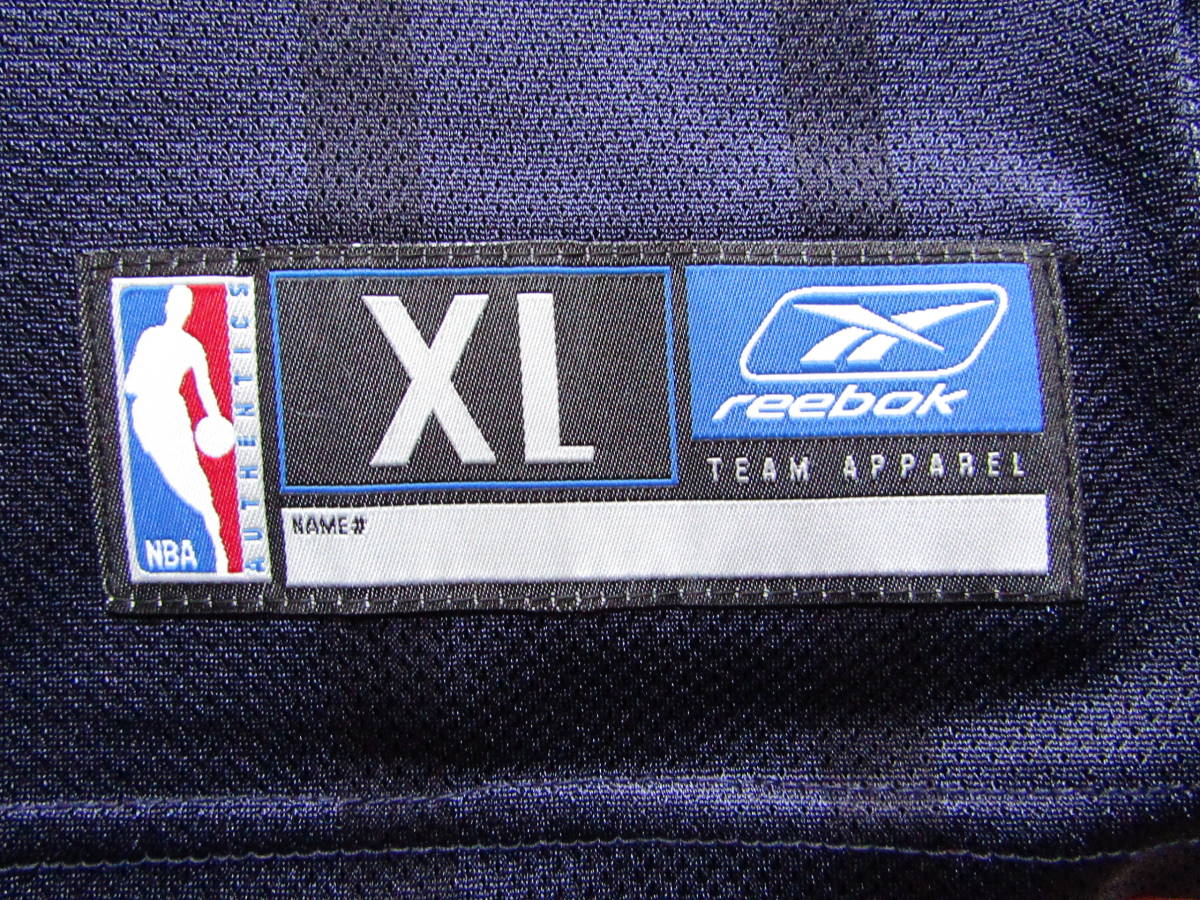 NBA
AUTHENTICS
XL
reebok
TEAM APPAREL
NAME#